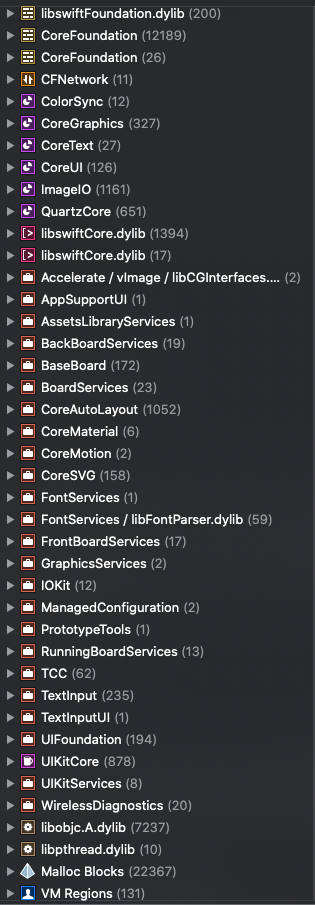 libswiftFoundation.dylib (200)
CoreFoundation (12189)
CoreFoundation (26)
CFNetwork (11)
ColorSync (12)
CoreGraphics (327)
CoreText (27)
CoreUI (126)
ImageIO (1161)
QuartzCore (651)
libswiftCore.dylib (1394)
libswiftCore.dylib (17)
Accelerate / vImage / libCGInterfaces.... (2)
AppSupportUI (1)
AssetsLibraryServices (1)
BackBoardServices (19)
BaseBoard (172)
BoardServices (23)
CoreAutoLayout (1052)
CoreMaterial (6)
CoreMotion (2)
CoreSVG (158)
FontServices (1)
FontServices / libFontParser.dylib (59)
FrontBoardServices (17)
GraphicsServices (2)
IOKit (12)
ManagedConfiguration (2)
PrototypeTools (1)
RunningBoardServices (13)
TCC (62)
TextInput (235)
TextInputUI (1)
UIFoundation (194)
UIKitCore (878)
UIKitServices (8)
WirelessDiagnostics (20)
libobjc.A.dylib (7237)
libpthread.dylib (10)
Malloc Blocks (22367)
VM Regions (131)